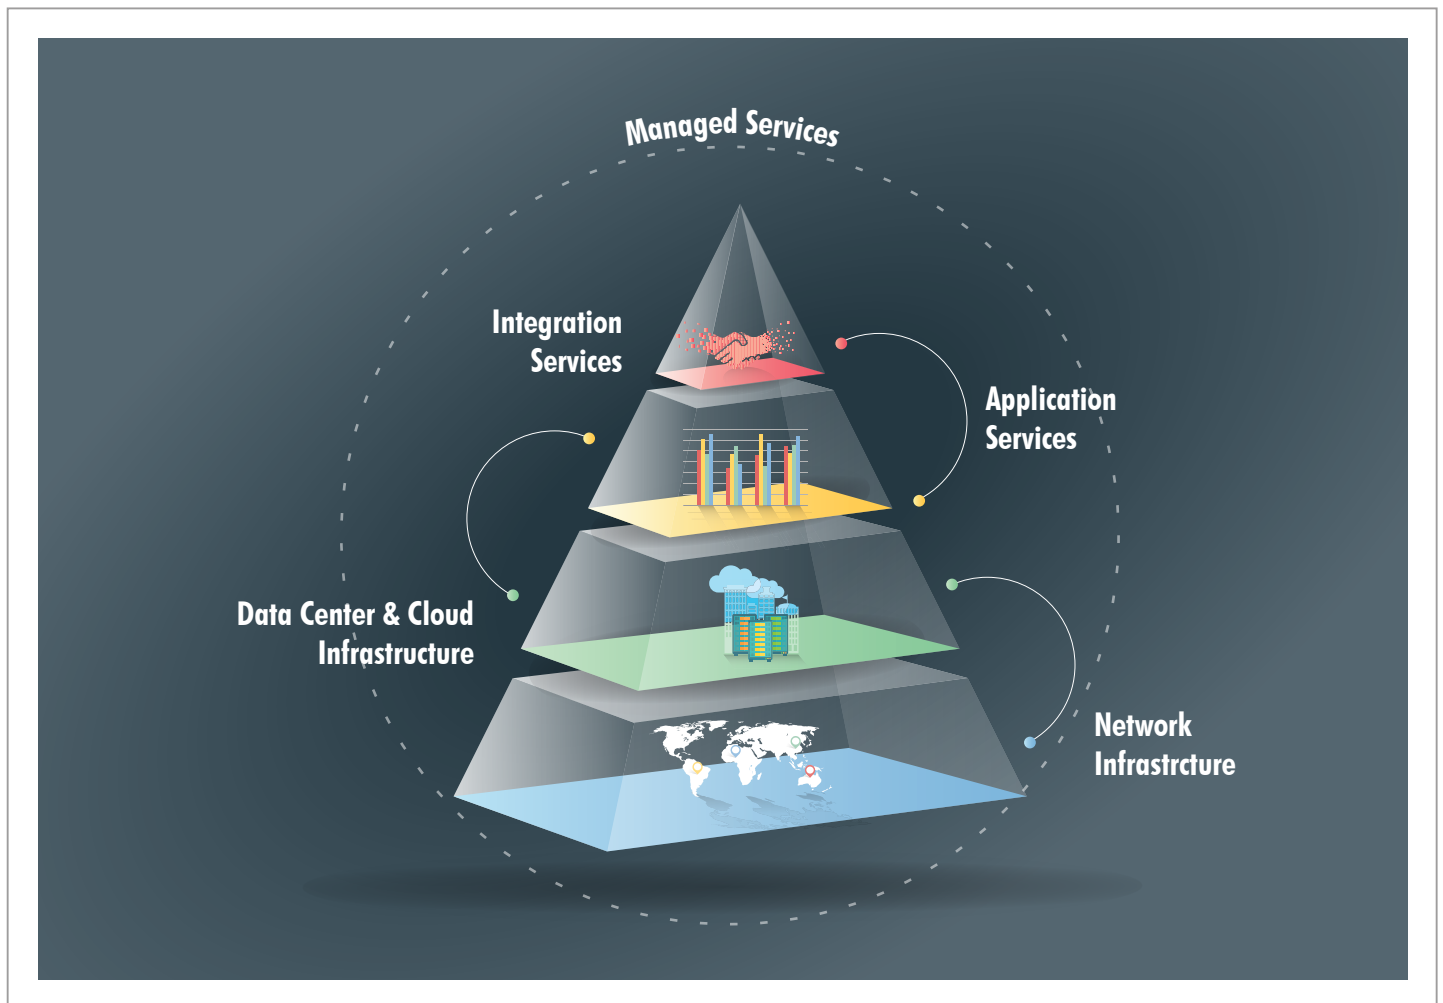 Managed Services
Integration
Services
Application
Services
Data Center & Cloud
Infrastructure
Network
Infrastrcture